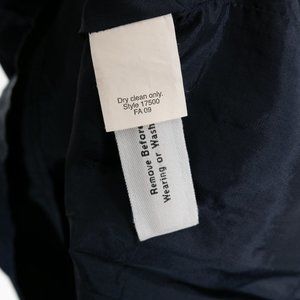 Dry clean only.
Style 17500
FA 09
Remove Before
Wearing or Wash